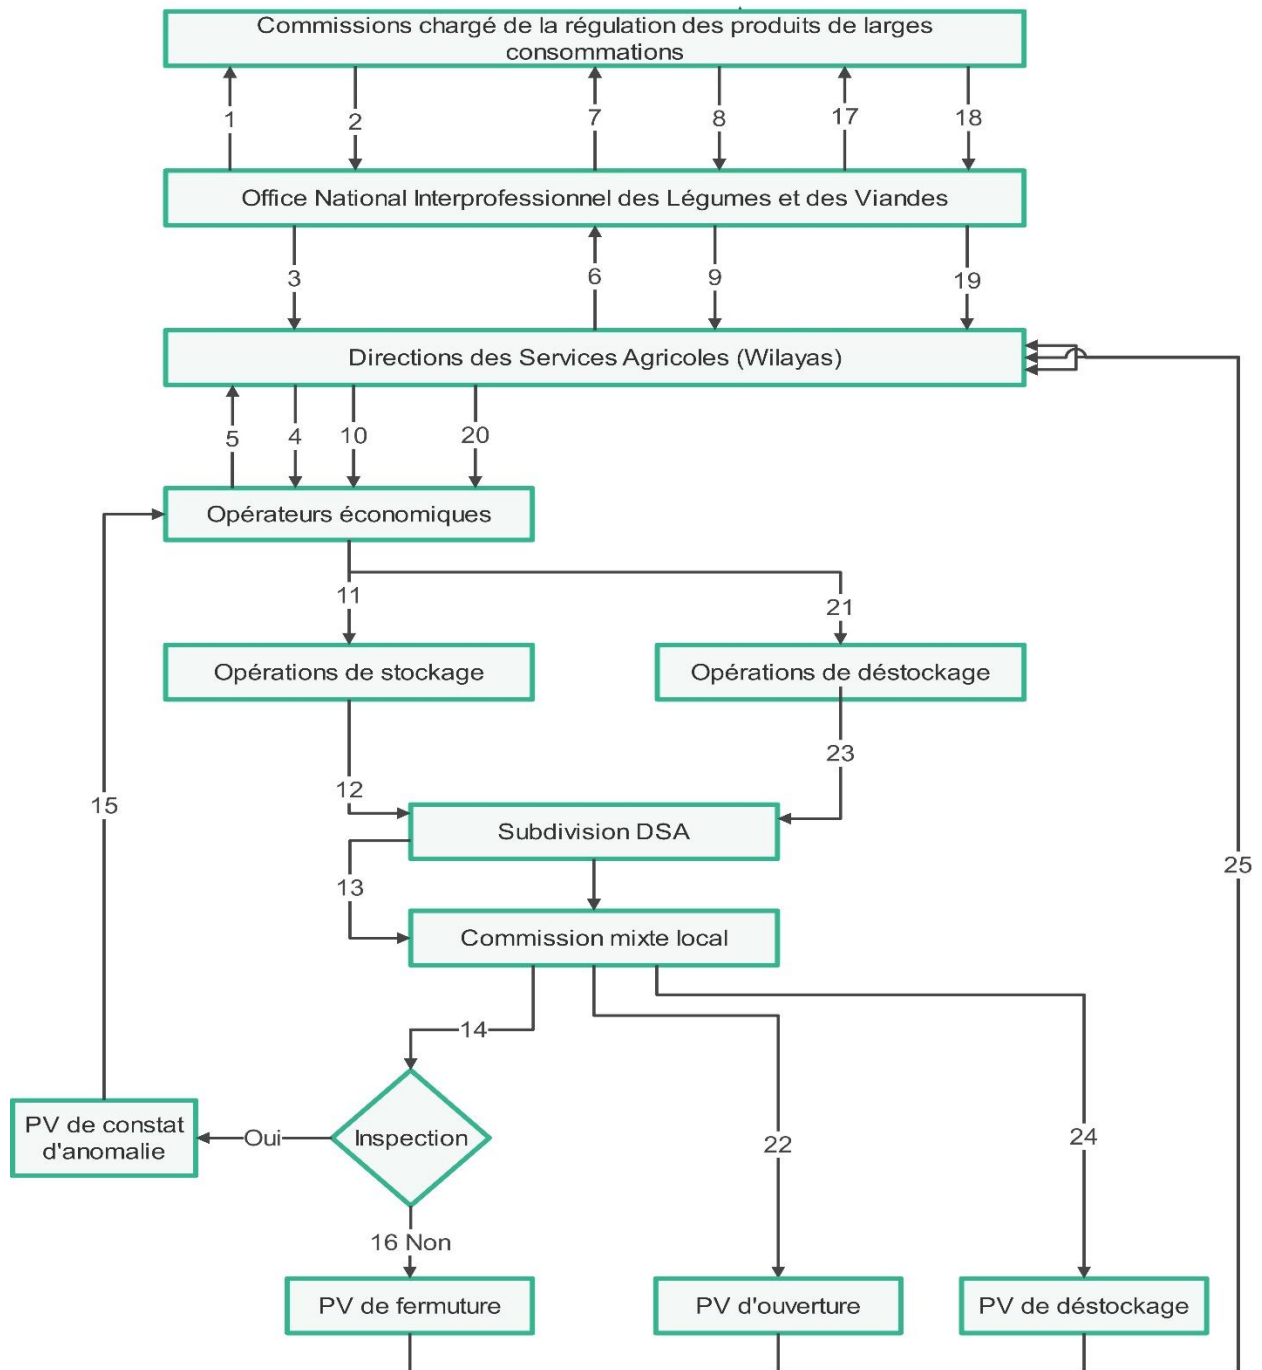 Commissions chargé de la régulation des produits de larges
consommations
1
2
7
8
17
18
Office National Interprofessionnel des Légumes et des Viandes
3
6
9
19
Directions des Services Agricoles (Wilayas)
5
4
10
20
Opérateurs économiques
11
21
Opérations de stockage
Opérations de déstockage
12
23
15
Subdivision DSA
25
13
Commission mixte local
14
PV de constat
d'anomalie
Oui
Inspection
22
24
16 Non
PV de fermuture
PV d'ouverture
PV de déstockage